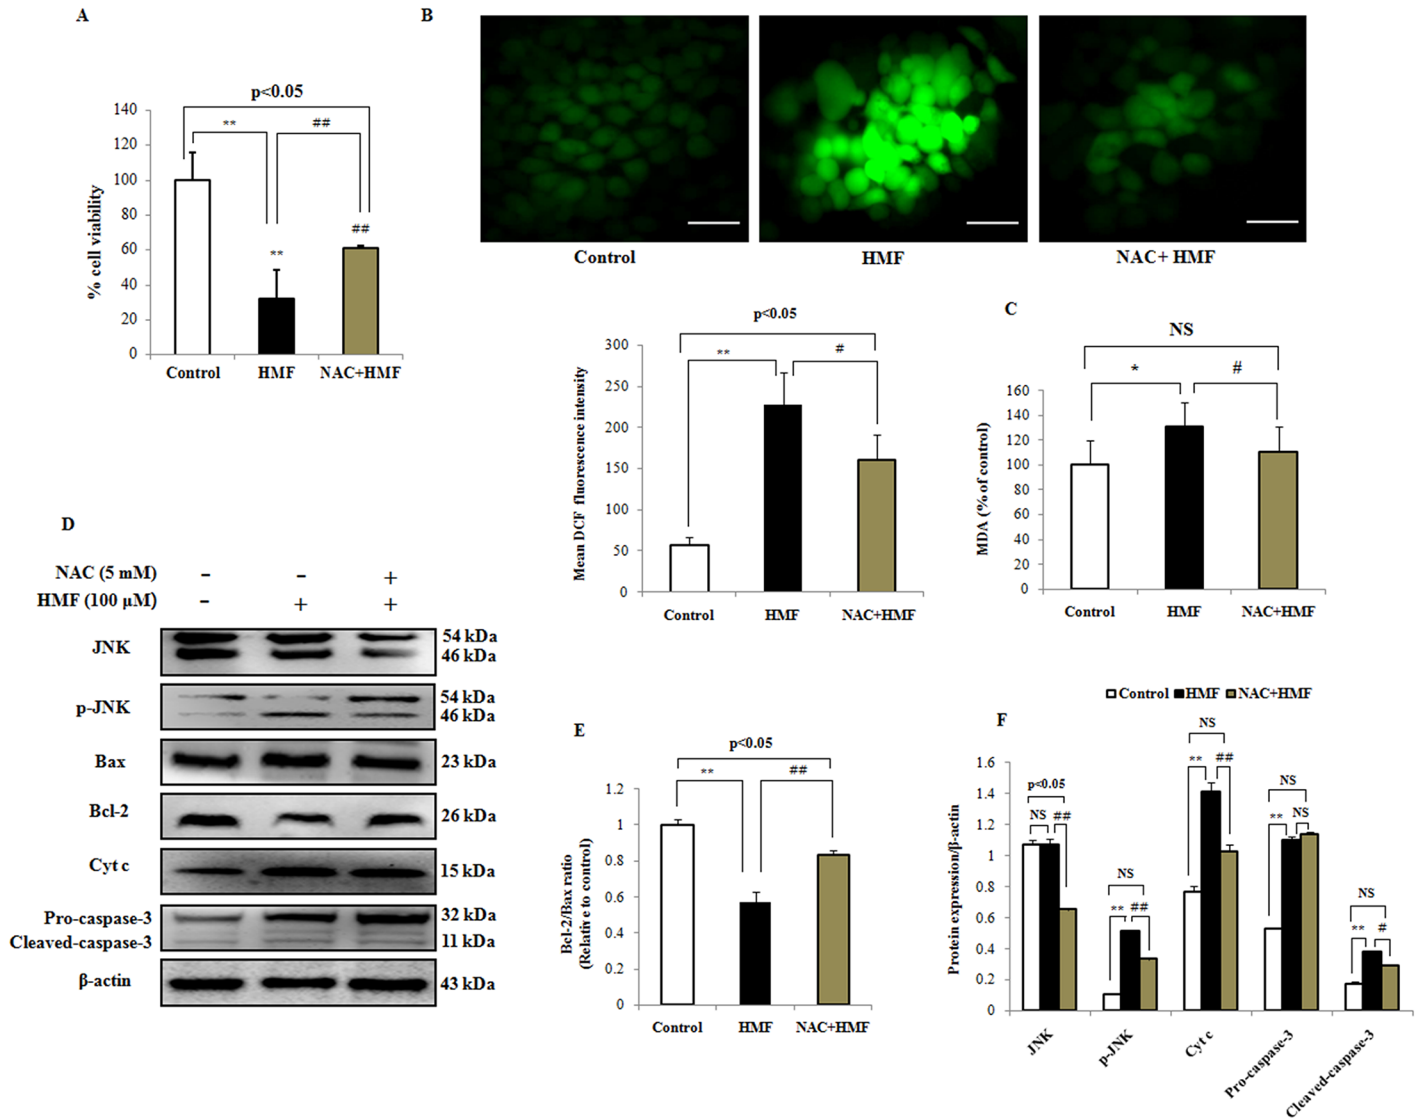 A
p<0.05
** ##
140
120
100
80
60
40
20
0
% cell viability
**
##
Control HMF NAC+HMF
B
Control HMF NAC+ HMF
p<0.05
** #
300
250
200
150
100
50
0
Mean DCF fluorescence intensity
Control HMF NAC+HMF
C
NS
* #
160
140
120
100
80
60
40
20
0
MDA (% of control)
Control HMF NAC+HMF
D
NAC (5 mM) - - +
HMF (100 µM) - + +
JNK 54 kDa
46 kDa
p-JNK 54 kDa
46 kDa
Bax 23 kDa
Bcl-2 26 kDa
Cyt c 15 kDa
Pro-caspase-3 32 kDa
Cleaved-caspase-3 11 kDa
β-actin 43 kDa
E
p<0.05
** ##
1.2
1
0.8
0.6
0.4
0.2
0
Bcl-2/Bax ratio
(Relative to control)
Control HMF NAC+HMF
F
Control HMF NAC+HMF
1.6
1.4
1.2
1
0.8
0.6
0.4
0.2
0
Protein expression/β-actin
p<0.05
NS ##
NS
** ##
NS
** ##
NS
** NS
NS
** #
JNK
p-JNK
Cyt c
Pro-caspase-3
Cleaved-caspase-3